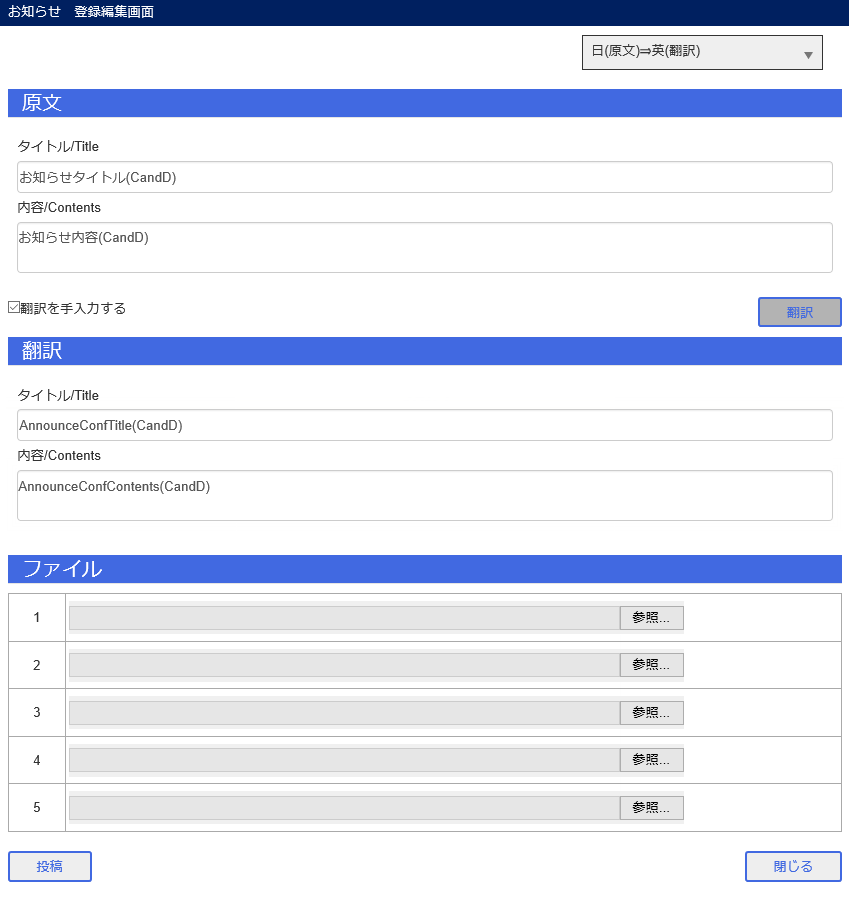 お知らせ　登録編集画面
日(原文)⇒英(翻訳)
原文
タイトル/Title
お知らせタイトル(CandD)
内容/Contents
お知らせ内容(CandD)
翻訳を手入力する
翻訳
翻訳
タイトル/Title
AnnounceConfTitle(CandD)
内容/Contents
AnnounceConfContents(CandD)
ファイル
1 参照...
2 参照...
3 参照...
4 参照...
5 参照...
投稿 閉じる